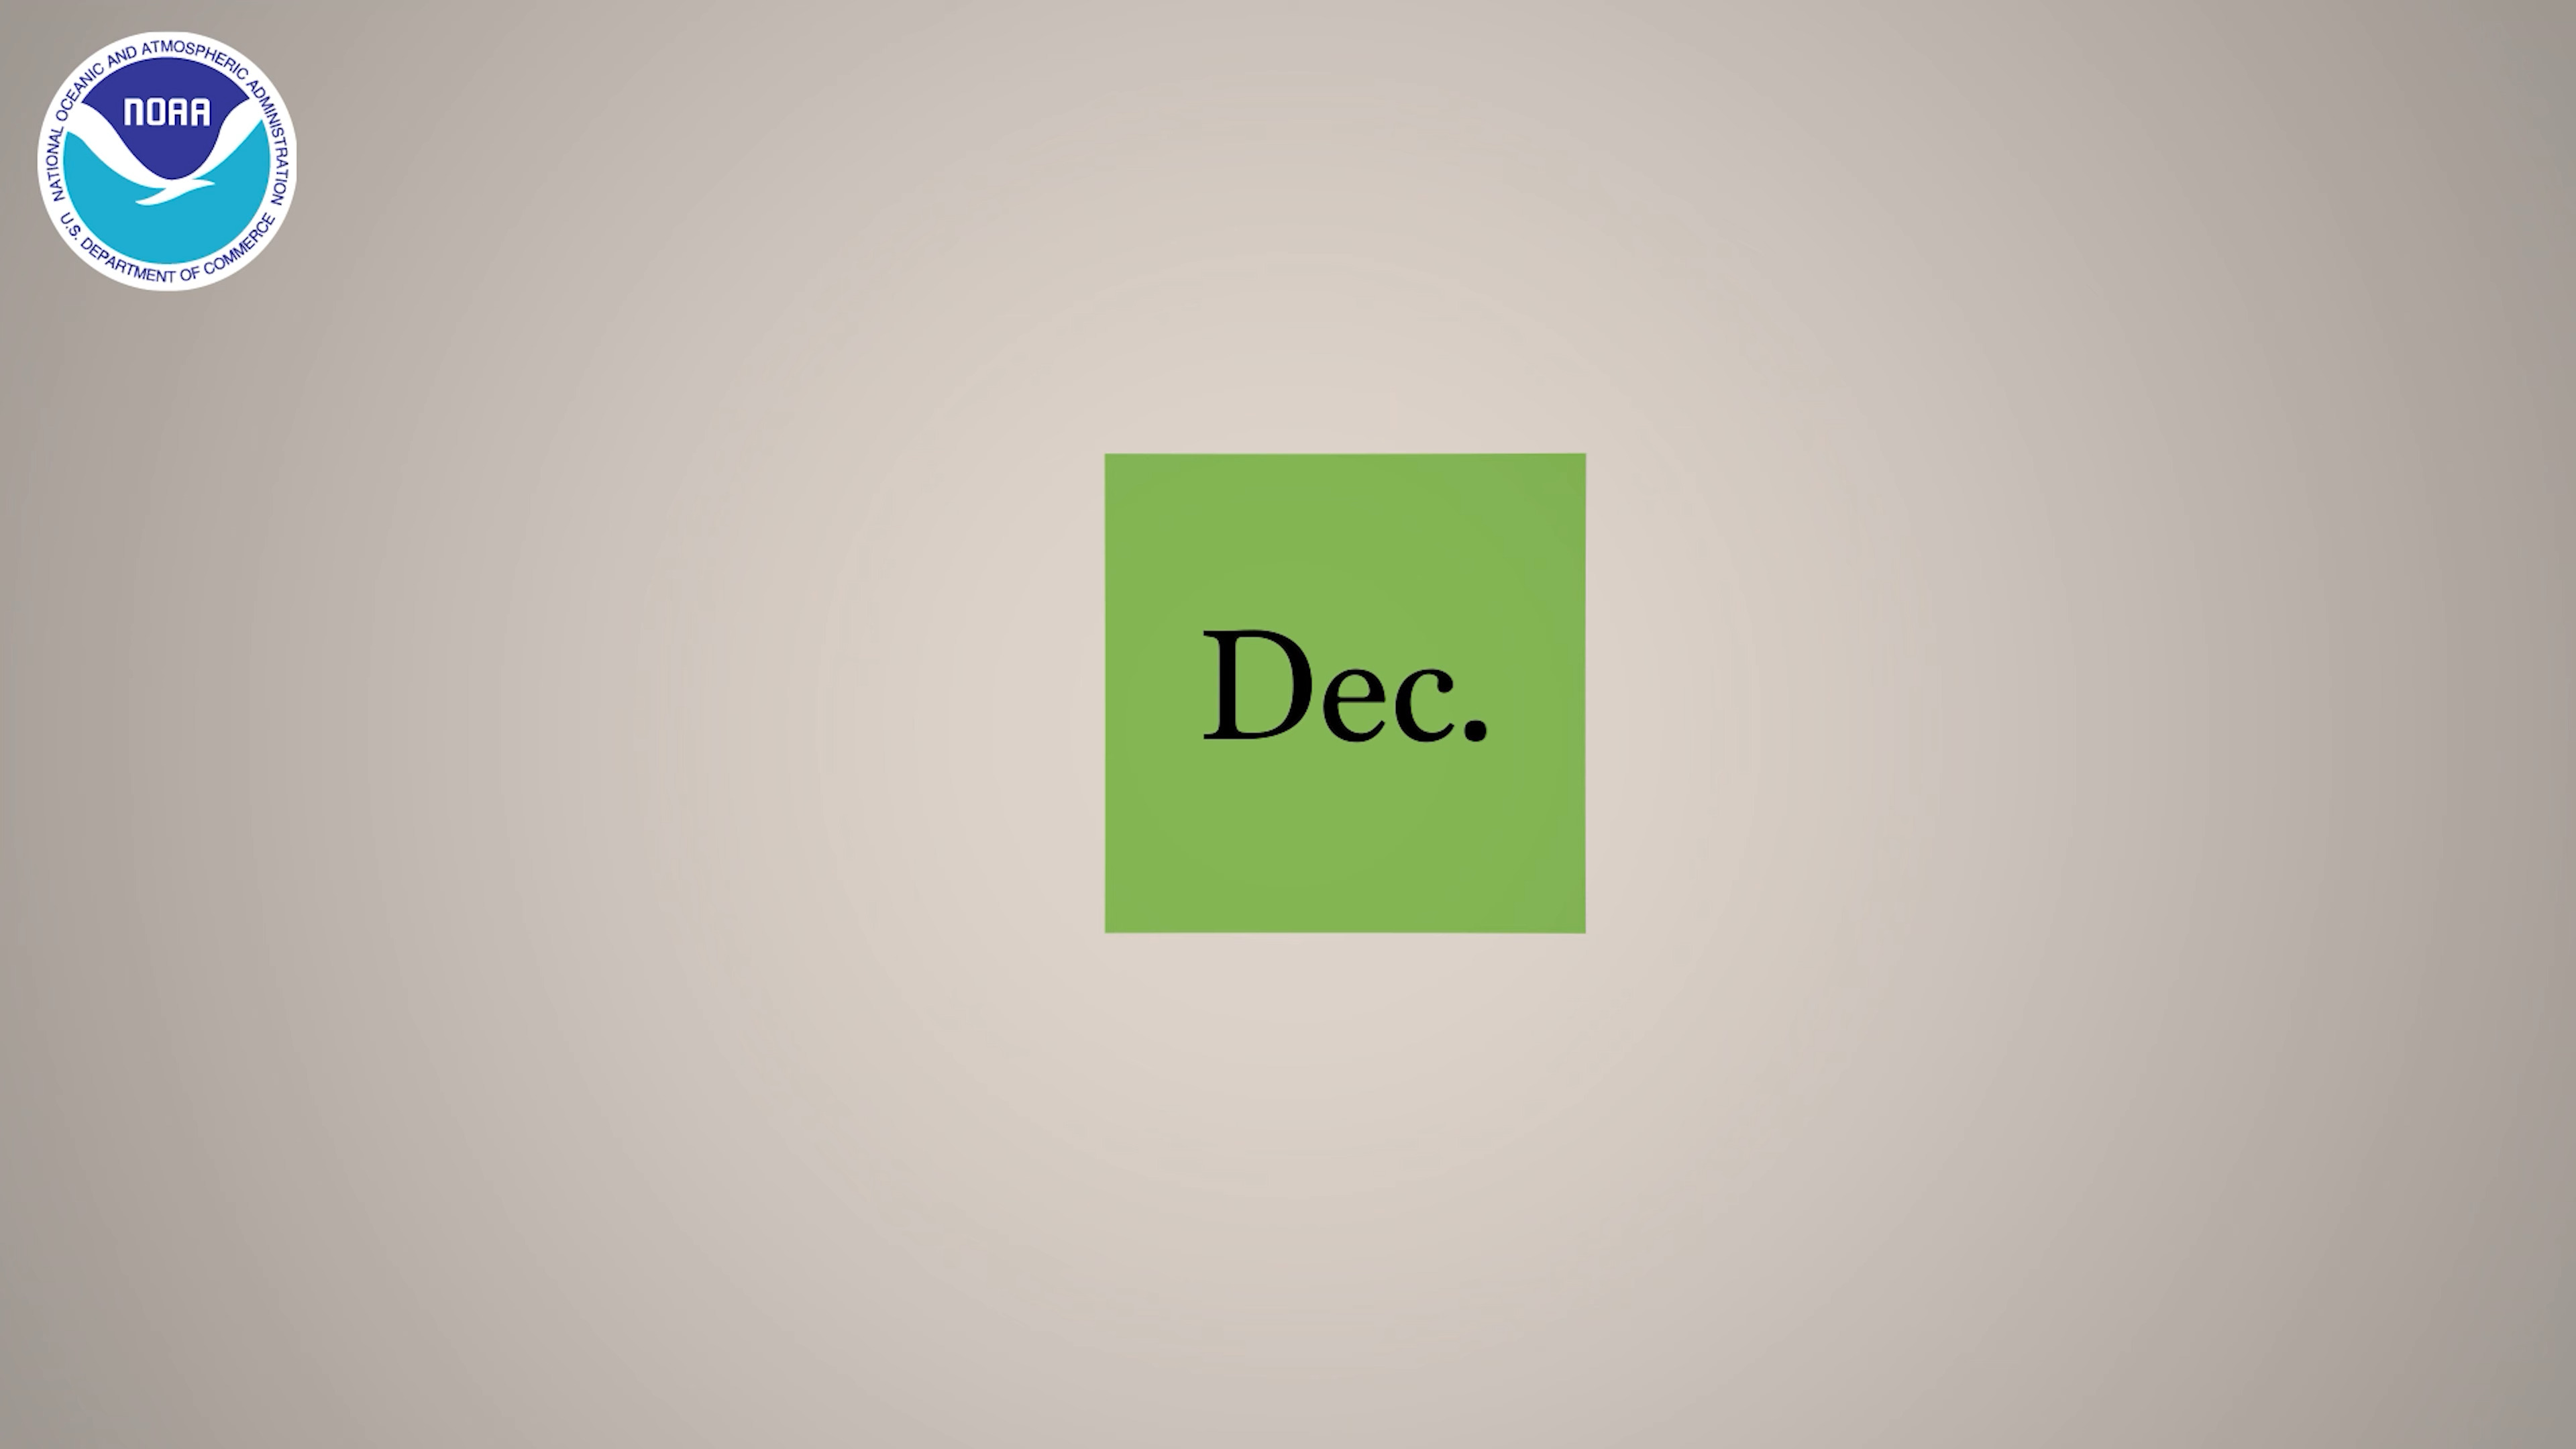 NATIONAL OCEANIC AND ATMOSPHERIC ADMINISTRATION
NOAA
U.S. DEPARTMENT OF COMMERCE
Dec.